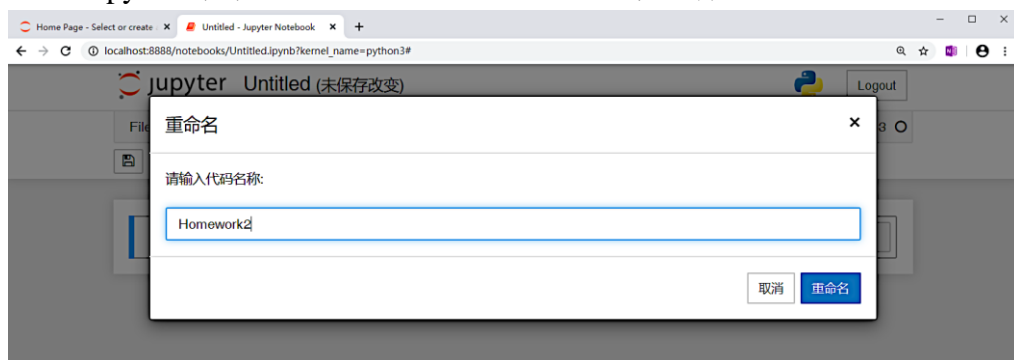 Home Page - Select or create
Untitled - Jupyter Notebook
localhost:8888/notebooks/Untitled.ipynb?kernel_name=python3#
jupyter Untitled (未保存改变)
Logout
File
3
重命名
请输入代码名称:
Homework2
取消 重命名